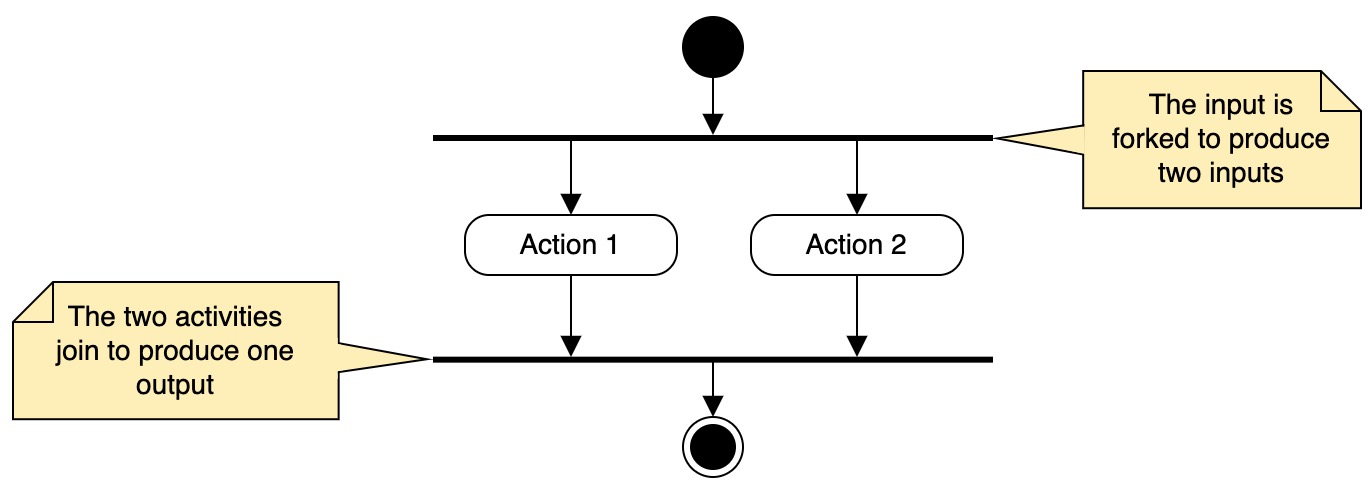 The input is
forked to produce
two inputs
Action 1
Action 2
The two activities
join to produce one
output